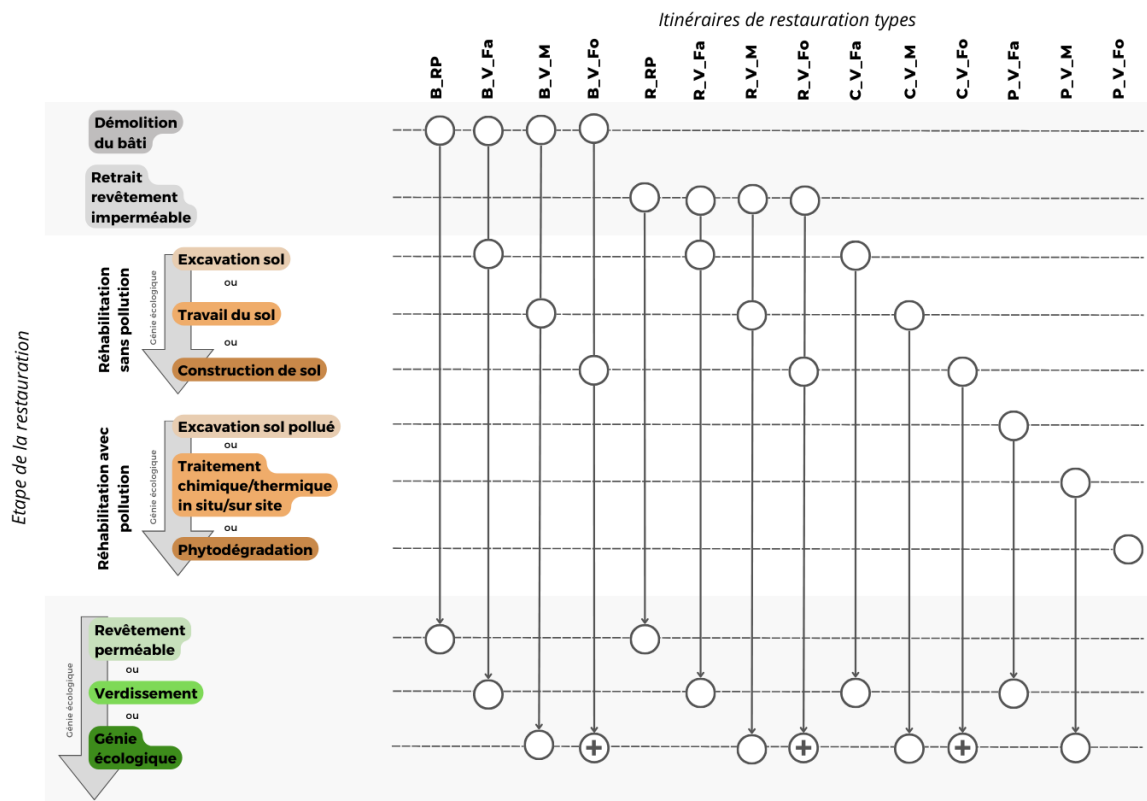 Itinéraires de restauration types
B_RP
B_V_Fa
B_V_M
B_V_Fo
R_RP
R_V_Fa
R_V_M
R_V_Fo
C_V_Fa
C_V_M
C_V_Fo
P_V_Fa
P_V_M
P_V_Fo
Etape de la restauration
Démolition
du bâti
Retrait
revêtement
imperméable
Réhabilitation
sans pollution
Génie écologique
Excavation sol
ou
Travail du sol
ou
Construction de sol
Réhabilitation avec
pollution
Génie écologique
Excavation sol pollué
ou
Traitement
chimique/thermique
in situ/sur site
ou
Phytodégradation
Génie écologique
Revêtement
perméable
ou
Verdissement
ou
Génie
écologique
+
+
+